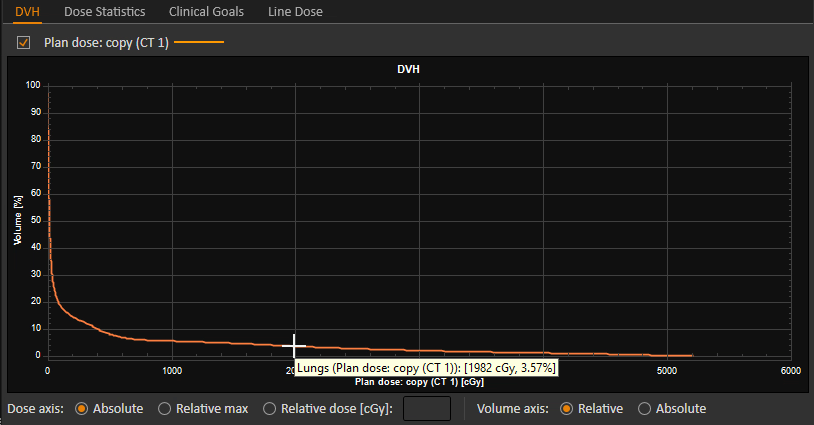 DVH Dose Statistics Clinical Goals Line Dose
Plan dose: copy (CT 1)
DVH
100
90
80
70
60
50
40
30
20
10
0
Volume [%]
0 1000 5000 6000
Lungs (Plan dose: copy (CT 1)): [1982 cGy, 3.57%]
Plan dose: copy (CT 1) [cGy]
Dose axis: Absolute Relative max Relative dose [cGy]: Volume axis: Relative Absolute